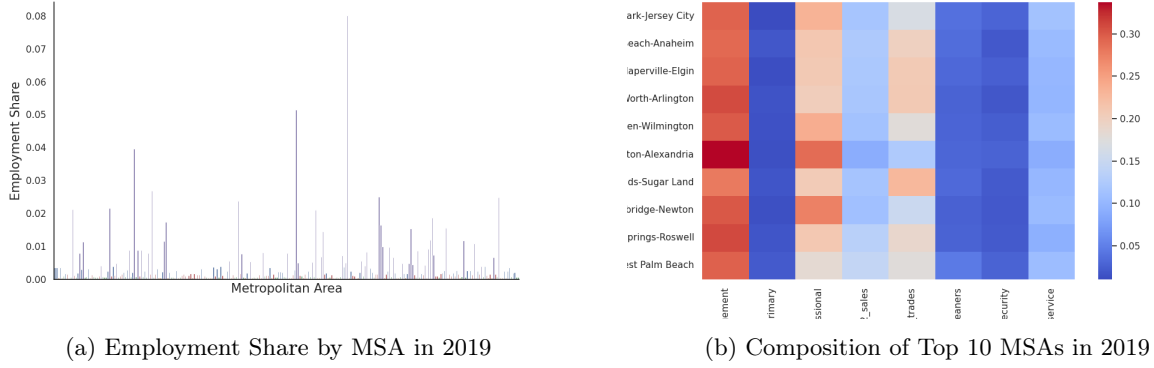 0.08
0.07
0.06
0.05
0.04
0.03
0.02
0.01
0.00
Employment Share
Metropolitan Area
(a) Employment Share by MSA in 2019
ark-Jersey City
each-Anaheim
aperville-Elgin
orth-Arlington
en-Wilmington
ton-Alexandria
ds-Sugar Land
bridge-Newton
prings-Roswell
est Palm Beach
ement
rimary
ssional
_sales
trades
eaners
ecurity
service
0.30
0.25
0.20
0.15
0.10
0.05
(b) Composition of Top 10 MSAs in 2019